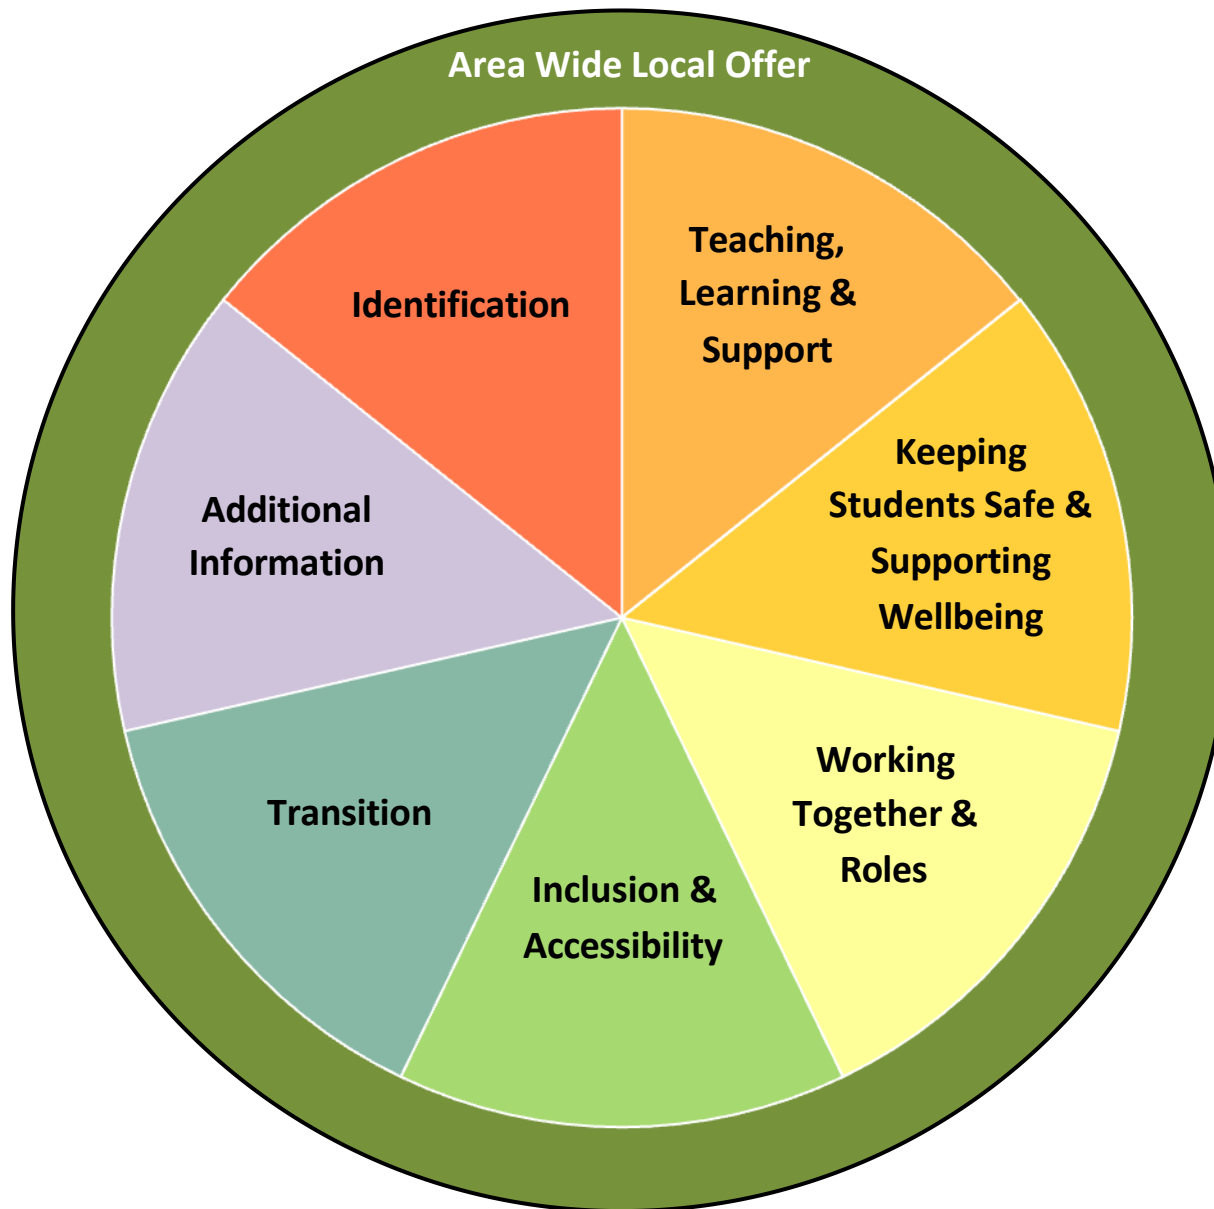 Area Wide Local Offer
Identification
Teaching,
Learning &
Support
Keeping
Students Safe &
Supporting
Wellbeing
Working
Together &
Roles
Inclusion &
Accessibility
Transition
Additional
Information